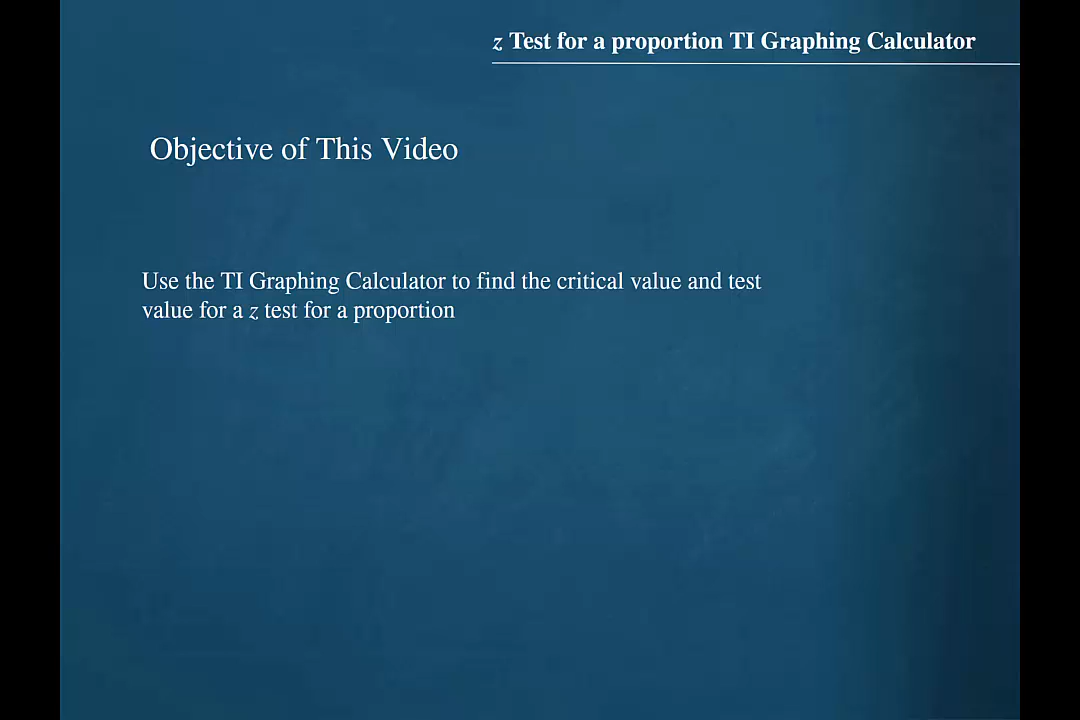 z Test for a proportion TI Graphing Calculator
Objective of This Video
Use the TI Graphing Calculator to find the critical value and test
value for a z test for a proportion